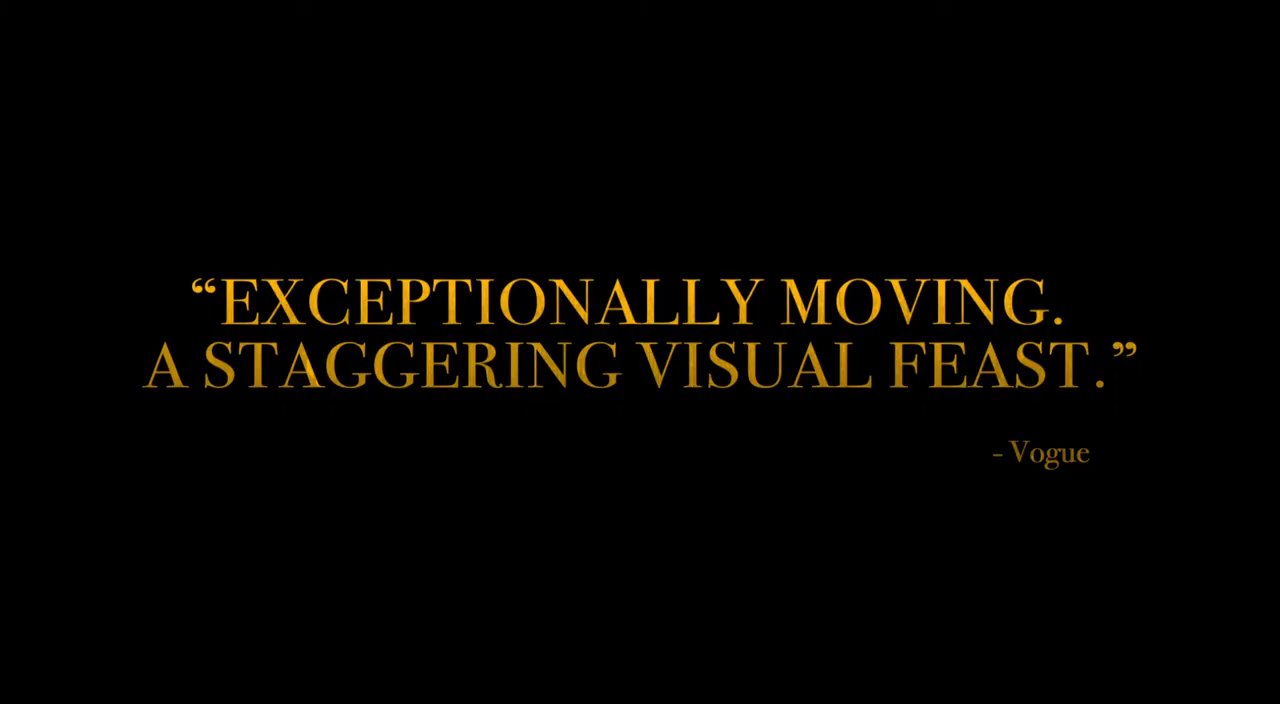 “EXCEPTIONALLY MOVING.
A STAGGERING VISUAL FEAST.”
- Vogue